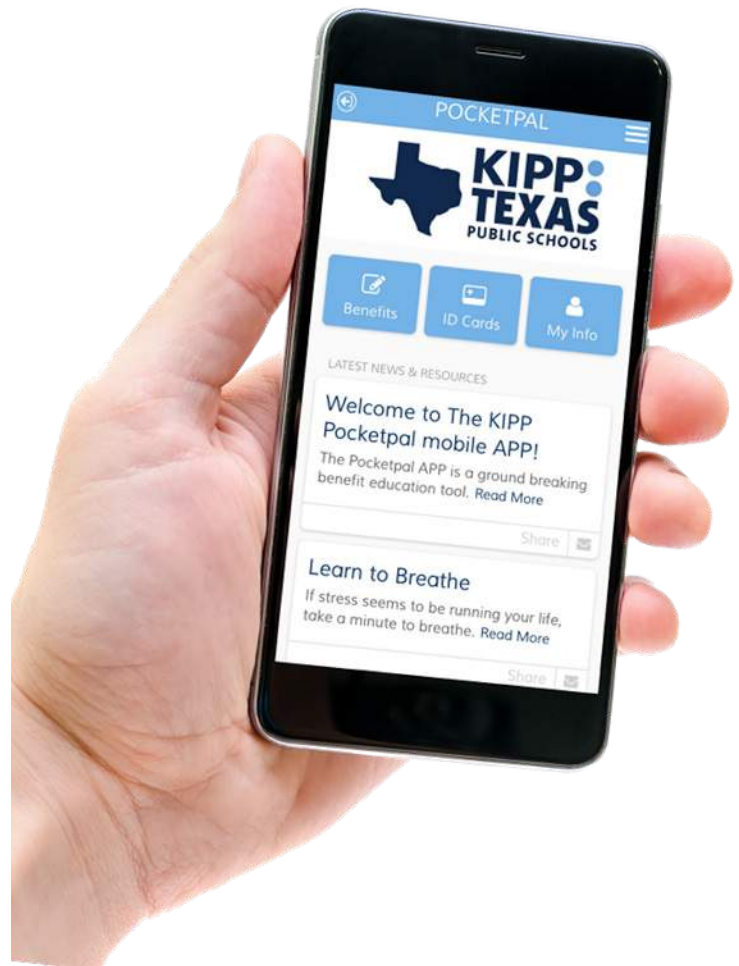 POCKETPAL
KIPP:
TEXAS
PUBLIC SCHOOLS
Benefits
ID Cards
My Info
LATEST NEWS & RESOURCES
Welcome to The KIPP
Pocketpal mobile APP!
The Pocketpal APP is a ground breaking
benefit education tool. Read More
Share
Learn to Breathe
If stress seems to be running your life,
take a minute to breathe. Read More
Share